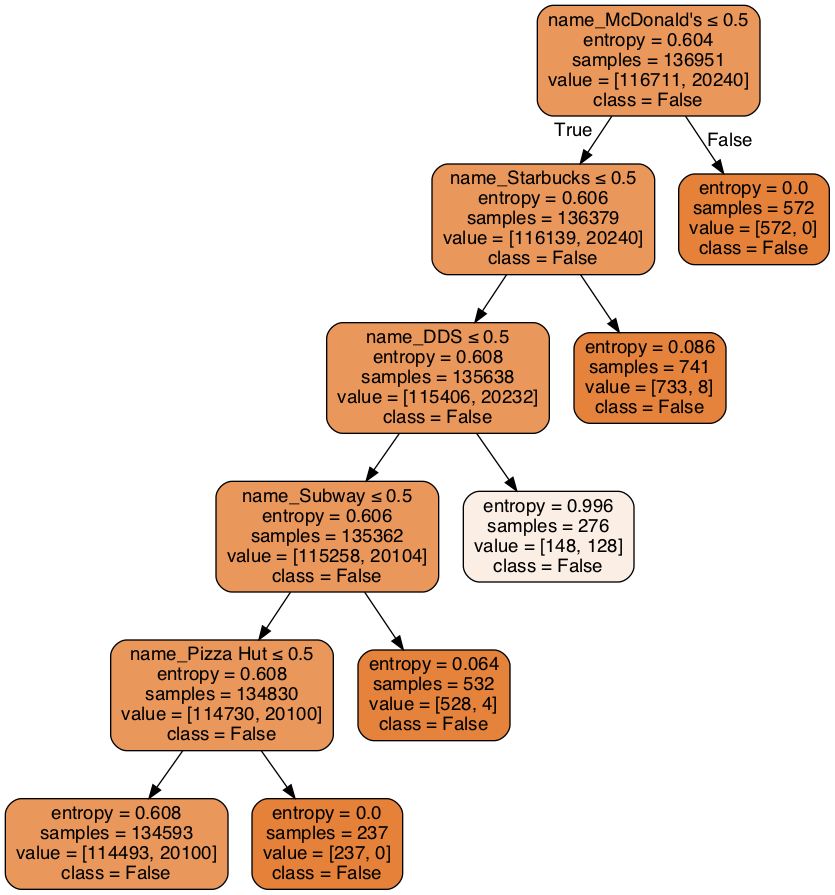 name_McDonald's ≤ 0.5
entropy = 0.604
samples = 136951
value = [116711, 20240]
class = False
True
False
name_Starbucks ≤ 0.5
entropy = 0.606
samples = 136379
value = [116139, 20240]
class = False
entropy = 0.0
samples = 572
value = [572, 0]
class = False
name_DDS ≤ 0.5
entropy = 0.608
samples = 135638
value = [115406, 20232]
class = False
entropy = 0.086
samples = 741
value = [733, 8]
class = False
name_Subway ≤ 0.5
entropy = 0.606
samples = 135362
value = [115258, 20104]
class = False
entropy = 0.996
samples = 276
value = [148, 128]
class = False
name_Pizza Hut ≤ 0.5
entropy = 0.608
samples = 134830
value = [114730, 20100]
class = False
entropy = 0.064
samples = 532
value = [528, 4]
class = False
entropy = 0.608
samples = 134593
value = [114493, 20100]
class = False
entropy = 0.0
samples = 237
value = [237, 0]
class = False